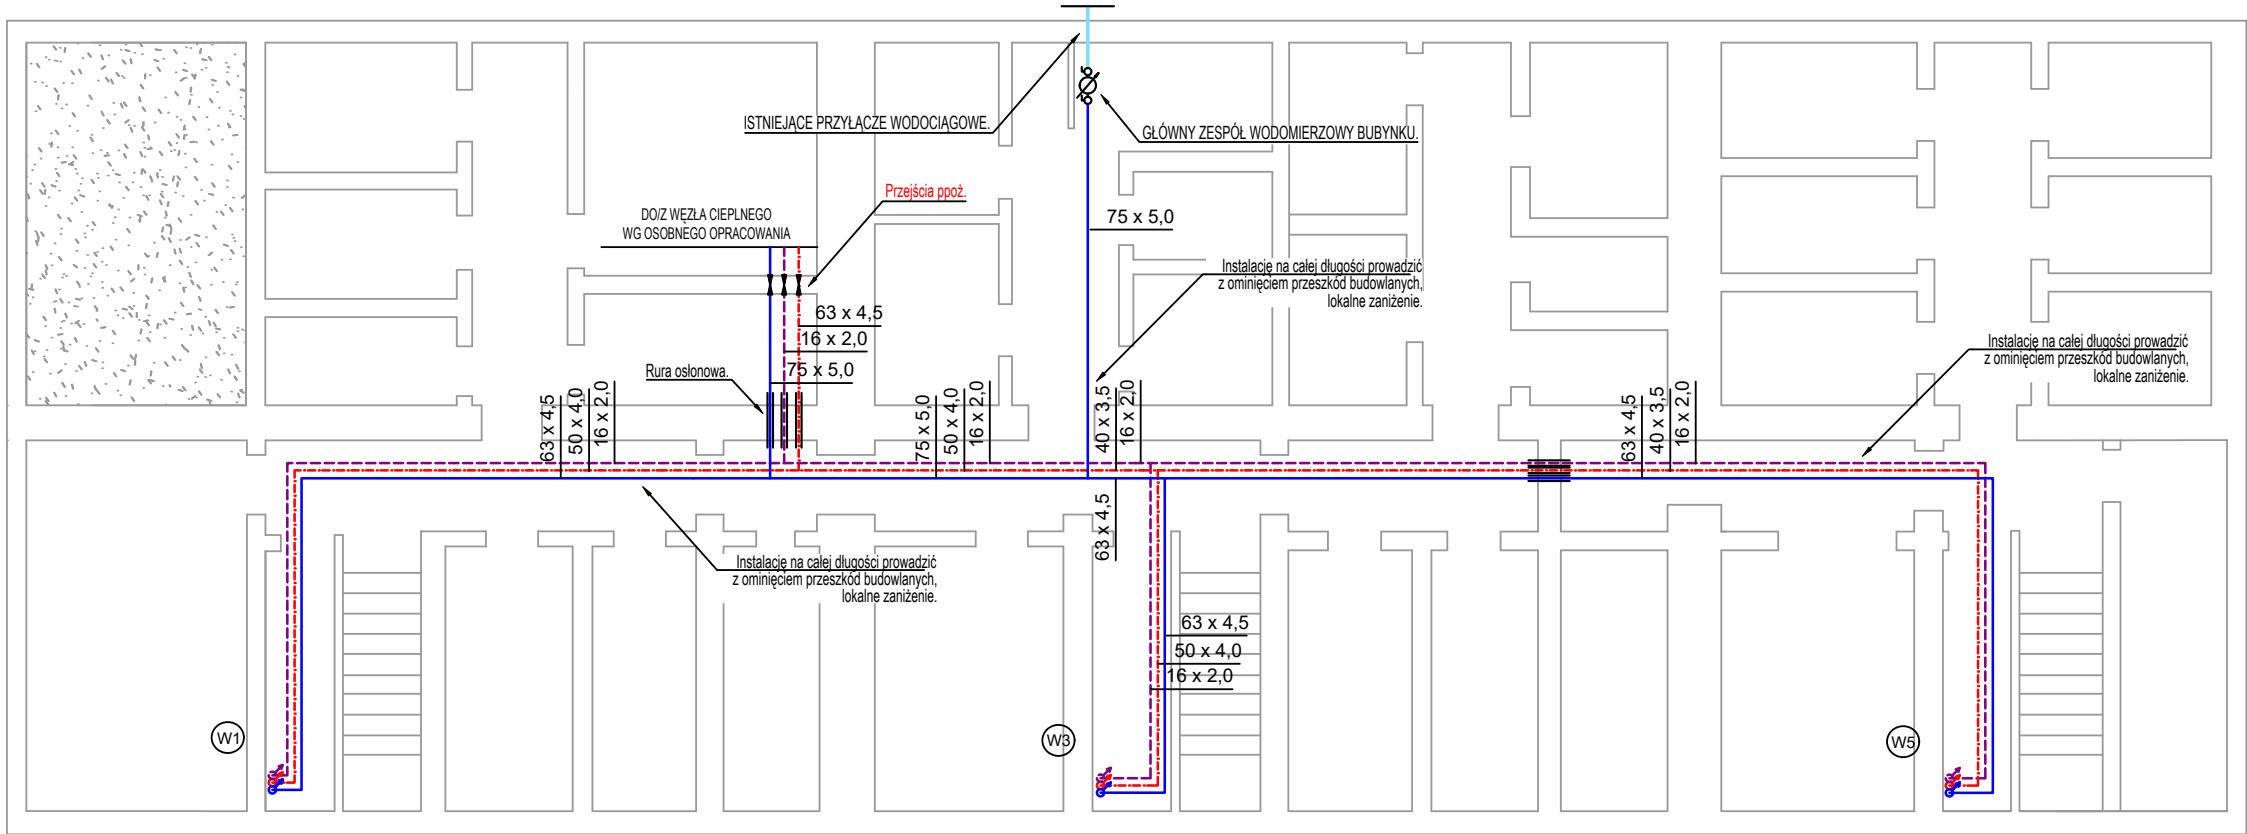 ISTNIEJĄCE PRZYŁĄCZE WODOCIĄGOWE.
GŁÓWNY ZESPÓŁ WODOMIERZOWY BUBYNKU.
Przejścia ppoż.
DO/Z WĘZŁA CIEPLNEGO
WG OSOBNEGO OPRACOWANIA
75 x 5,0
Instalację na całej długości prowadzić
z ominięciem przeszkód budowlanych,
lokalne zaniżenie.
63 x 4,5
16 x 2,0
75 x 5,0
Instalację na całej długości prowadzić
z ominięciem przeszkód budowlanych,
lokalne zaniżenie.
Rura osłonowa.
63 x 4,5
50 x 4,0
16 x 2,0
75 x 5,0
50 x 4,0
16 x 2,0
40 x 3,5
16 x 2,0
63 x 4,5
40 x 3,5
16 x 2,0
63 x 4,5
Instalację na całej długości prowadzić
z ominięciem przeszkód budowlanych,
lokalne zaniżenie.
63 x 4,5
50 x 4,0
16 x 2,0
W1
W3
W5